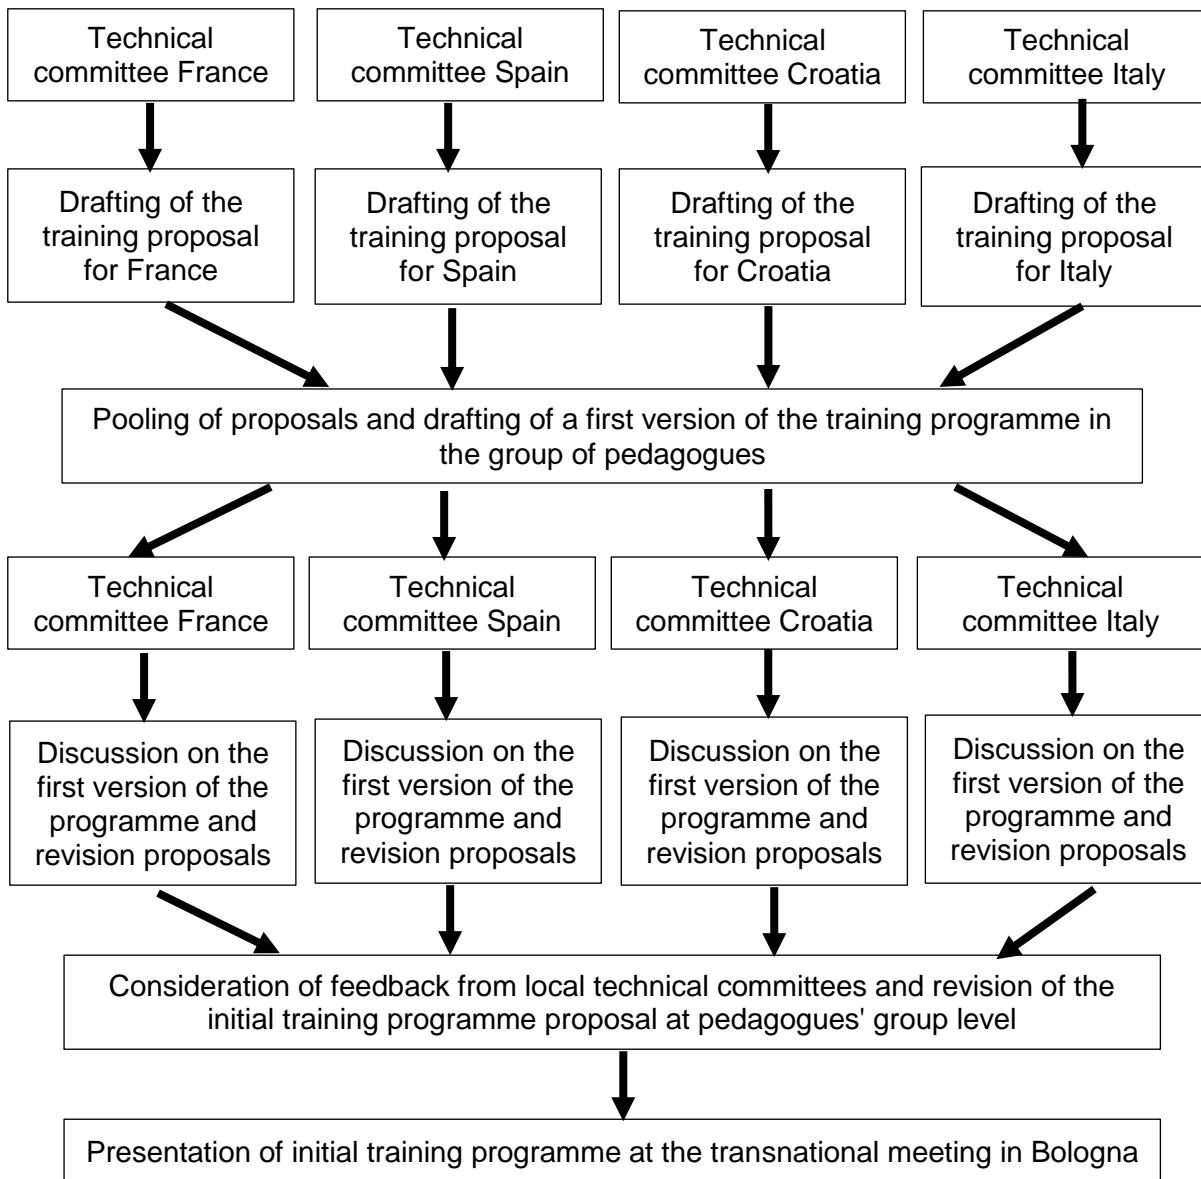 Technical
committee France
Technical
committee Spain
Technical
committee Croatia
Technical
committee Italy
Drafting of the
training proposal
for France
Drafting of the
training proposal
for Spain
Drafting of the
training proposal
for Croatia
Drafting of the
training proposal
for Italy
Pooling of proposals and drafting of a first version of the training programme in
the group of pedagogues
Technical
committee France
Technical
committee Spain
Technical
committee Croatia
Technical
committee Italy
Discussion on the
first version of the
programme and
revision proposals
Discussion on the
first version of the
programme and
revision proposals
Discussion on the
first version of the
programme and
revision proposals
Discussion on the
first version of the
programme and
revision proposals
Consideration of feedback from local technical committees and revision of the
initial training programme proposal at pedagogues' group level
Presentation of initial training programme at the transnational meeting in Bologna